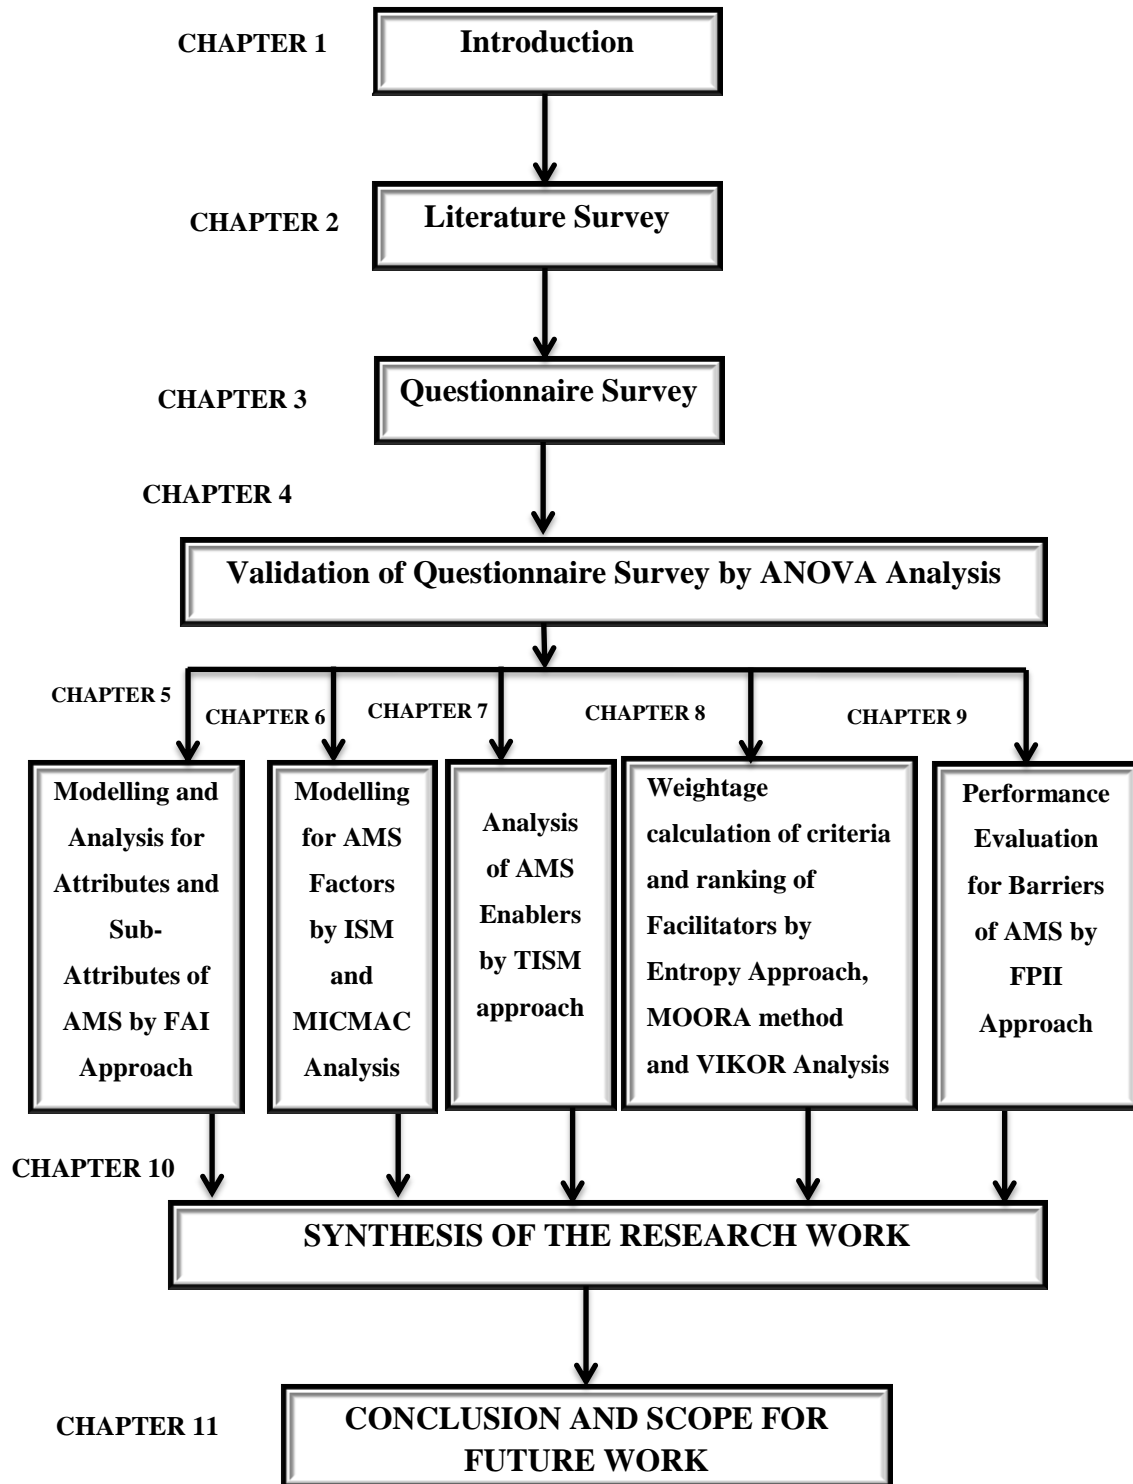 CHAPTER 1
Introduction
CHAPTER 2
Literature Survey
CHAPTER 3
Questionnaire Survey
CHAPTER 4
Validation of Questionnaire Survey by ANOVA Analysis
CHAPTER 5
CHAPTER 6
CHAPTER 7
CHAPTER 8
CHAPTER 9
Modelling and
Analysis for
Attributes and
Sub-
Attributes of
AMS by FAI
Approach
Modelling
for AMS
Factors
by ISM
and
MICMAC
Analysis
Analysis
of AMS
Enablers
by TISM
approach
Weightage
calculation of criteria
and ranking of
Facilitators by
Entropy Approach,
MOORA method
and VIKOR Analysis
Performance
Evaluation
for Barriers
of AMS by
FPII
Approach
CHAPTER 10
SYNTHESIS OF THE RESEARCH WORK
CHAPTER 11
CONCLUSION AND SCOPE FOR
FUTURE WORK